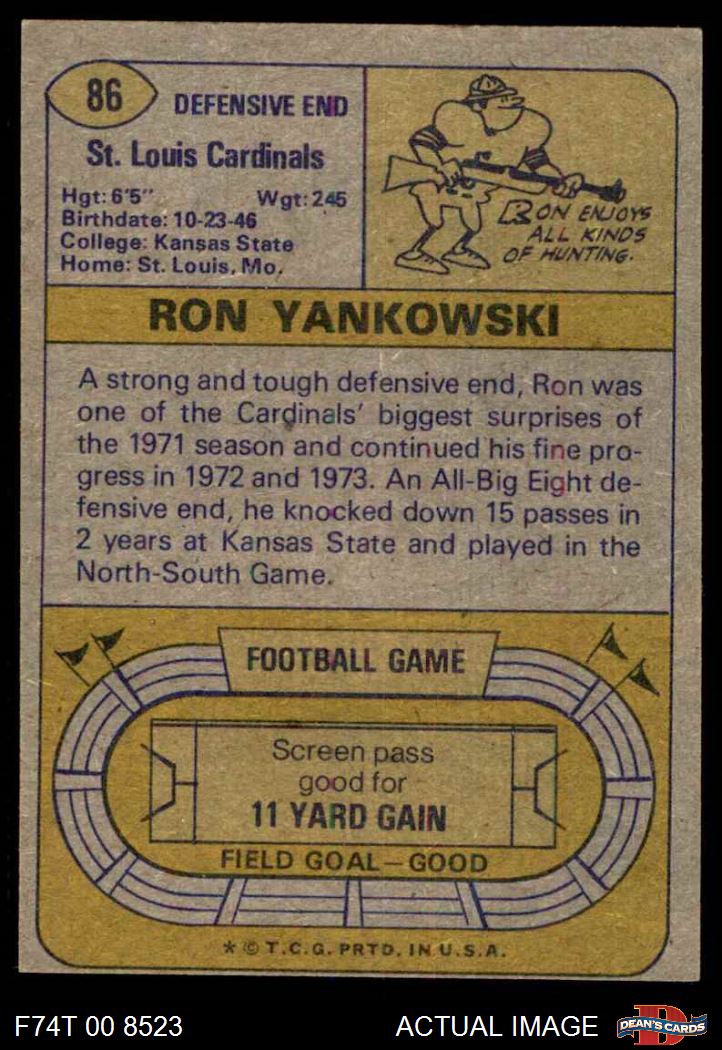 86
DEFENSIVE END
St. Louis Cardinals
Hgt: 6'5" Wgt: 245
Birthdate: 10-23-46
College: Kansas State
Home: St. Louis, Mo.
RON ENJOYS
ALL KINDS
OF HUNTING.
RON YANKOWSKI
A strong and tough defensive end, Ron was
one of the Cardinals' biggest surprises of
the 1971 season and continued his fine pro-
gress in 1972 and 1973. An All-Big Eight de-
fensive end, he knocked down 15 passes in
2 years at Kansas State and played in the
North-South Game.
FOOTBALL GAME
Screen pass
good for
11 YARD GAIN
FIELD GOAL—GOOD
* © T.C.G. PRTD. IN U.S.A.
F74T 00 8523 ACTUAL IMAGE
D
DEAN'S CARDS